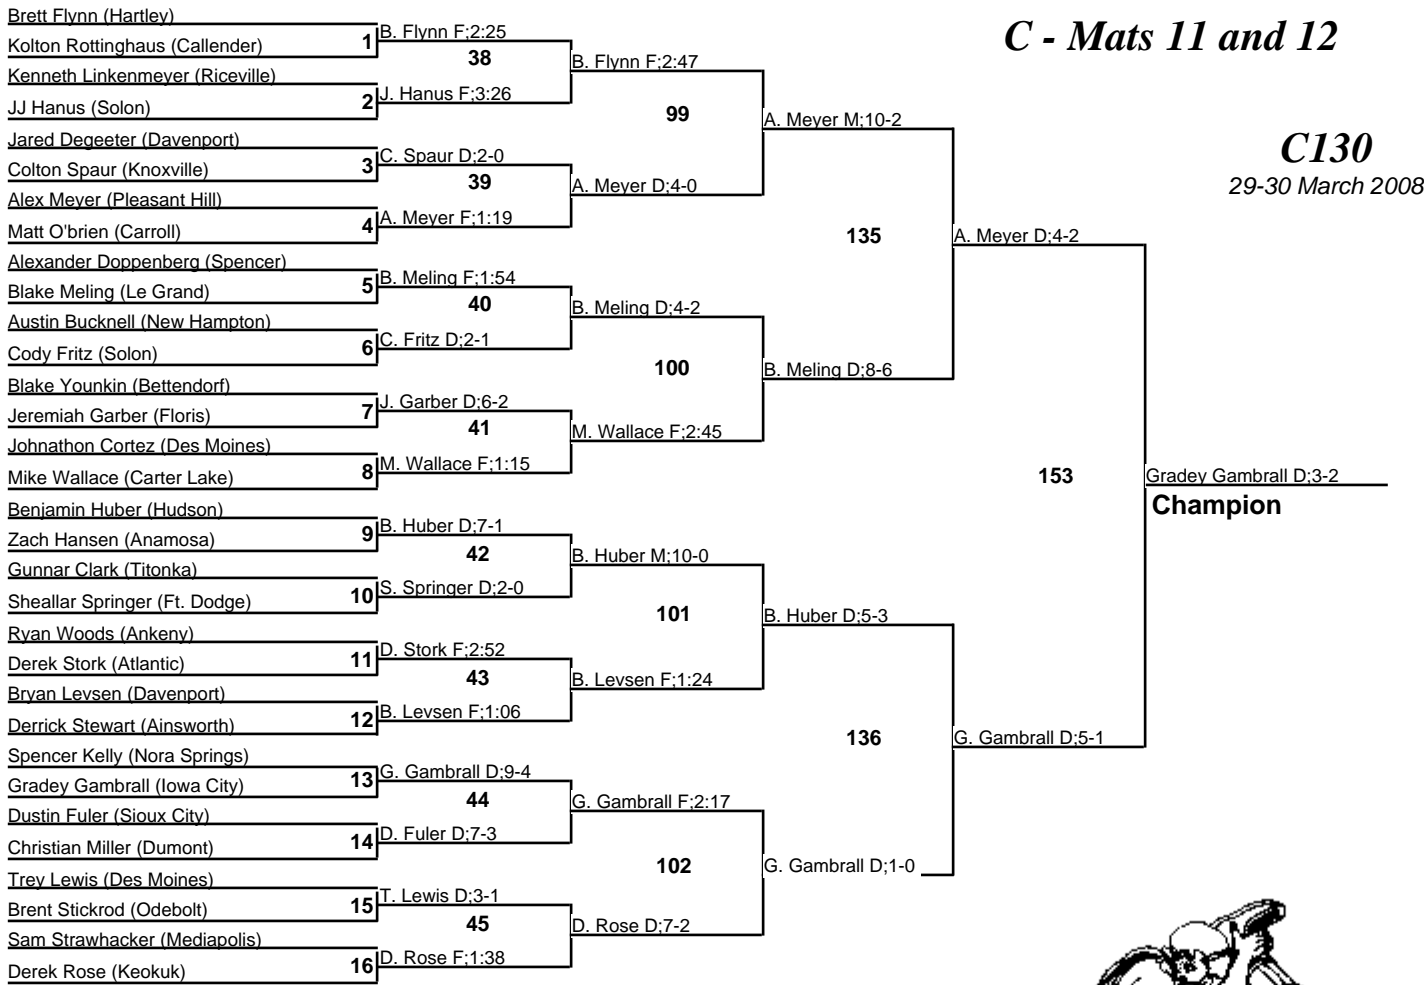 C - Mats 11 and 12
C130
29-30 March 2008
Brett Flynn (Hartley)
Kolton Rottinghaus (Callender)
Kenneth Linkenmeyer (Riceville)
JJ Hanus (Solon)
Jared Degeeter (Davenport)
Colton Spaur (Knoxville)
Alex Meyer (Pleasant Hill)
Matt O'brien (Carroll)
Alexander Doppenberg (Spencer)
Blake Meling (Le Grand)
Austin Bucknell (New Hampton)
Cody Fritz (Solon)
Blake Younkin (Bettendorf)
Jeremiah Garber (Floris)
Johnathon Cortez (Des Moines)
Mike Wallace (Carter Lake)
Benjamin Huber (Hudson)
Zach Hansen (Anamosa)
Gunnar Clark (Titonka)
Sheallar Springer (Ft. Dodge)
Ryan Woods (Ankeny)
Derek Stork (Atlantic)
Bryan Levsen (Davenport)
Derrick Stewart (Ainsworth)
Spencer Kelly (Nora Springs)
Gradey Gambrall (Iowa City)
Dustin Fuler (Sioux City)
Christian Miller (Dumont)
Trey Lewis (Des Moines)
Brent Stickrod (Odebolt)
Sam Strawhacker (Mediapolis)
Derek Rose (Keokuk)
1 B. Flynn F;2:25
38
2 J. Hanus F;3:26
3 C. Spaur D;2-0
39
4 A. Meyer F;1:19
5 B. Meling F;1:54
40
6 C. Fritz D;2-1
7 J. Garber D;6-2
41
8 M. Wallace F;1:15
9 B. Huber D;7-1
42
10 S. Springer D;2-0
11 D. Stork F;2:52
43
12 B. Levsen F;1:06
13 G. Gambrall D;9-4
44
14 D. Fuler D;7-3
15 T. Lewis D;3-1
45
16 D. Rose F;1:38
B. Flynn F;2:47
99
A. Meyer D;4-0
B. Meling D;4-2
100
M. Wallace F;2:45
B. Huber M;10-0
101
B. Levsen F;1:24
G. Gambrall F;2:17
102
D. Rose D;7-2
A. Meyer M;10-2
135
B. Meling D;8-6
B. Huber D;5-3
136
G. Gambrall D;1-0
A. Meyer D;4-2
153
G. Gambrall D;5-1
Gradey Gambrall D;3-2
Champion